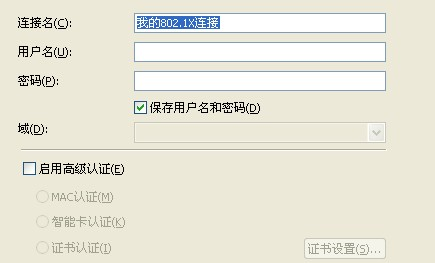 连接名(C):
我的802.1X连接
用户名(U):
密码(P):
保存用户名和密码(D)
域(D):
启用高级认证(E)
MAC认证(M)
智能卡认证(K)
证书认证(I)
证书设置(S)...